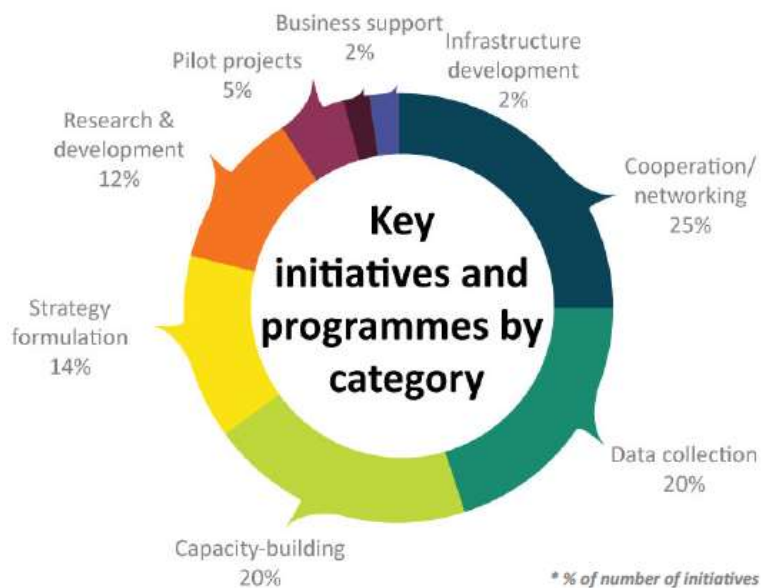 Business support
2%
Infrastructure
development
2%
Pilot projects
5%
Research &
development
12%
Cooperation/
networking
25%
Key
initiatives and
programmes by
category
Strategy
formulation
14%
Data collection
20%
Capacity-building
20%
* % of number of initiatives